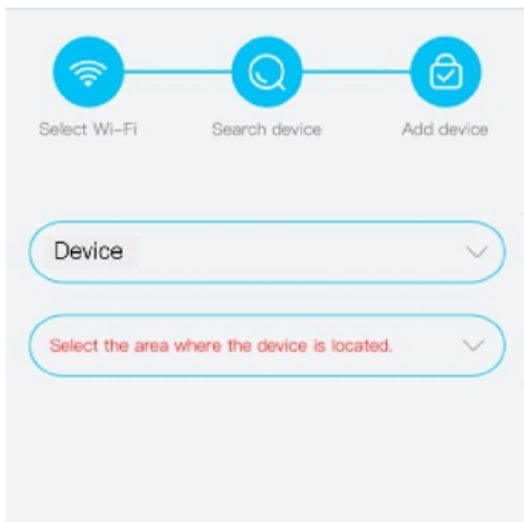 Select Wi-Fi
Search device
Add device
Device
Select the area where the device is located.